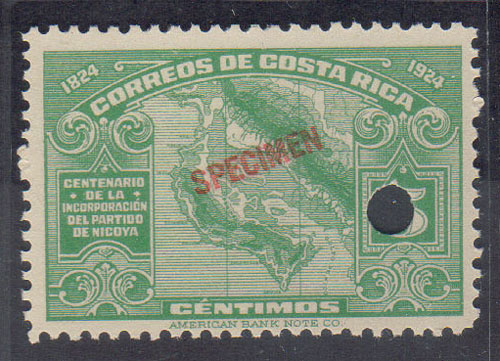 1824
1924
CORREOS DE COSTA RICA
SPECIMEN
CENTENARIO
DE LA
INCORPORACIÓN
DEL PARTIDO
DE NICOYA
5
CÉNTIMOS
AMERICAN BANK NOTE CO.